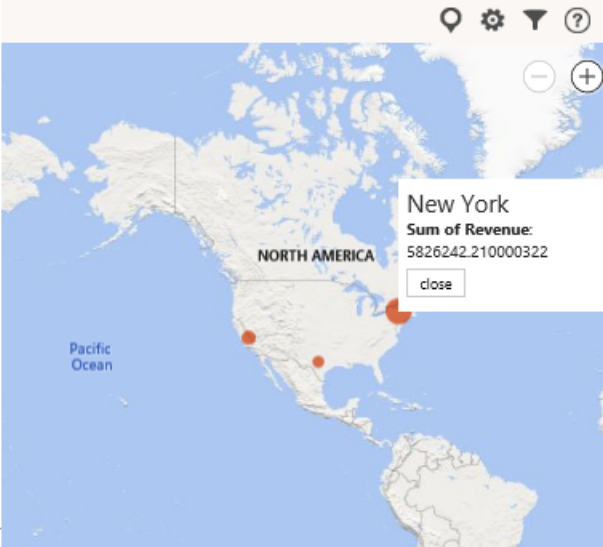 ?
New York
Sum of Revenue:
5826242.210000322
close
NORTH AMERICA
Pacific
Ocean